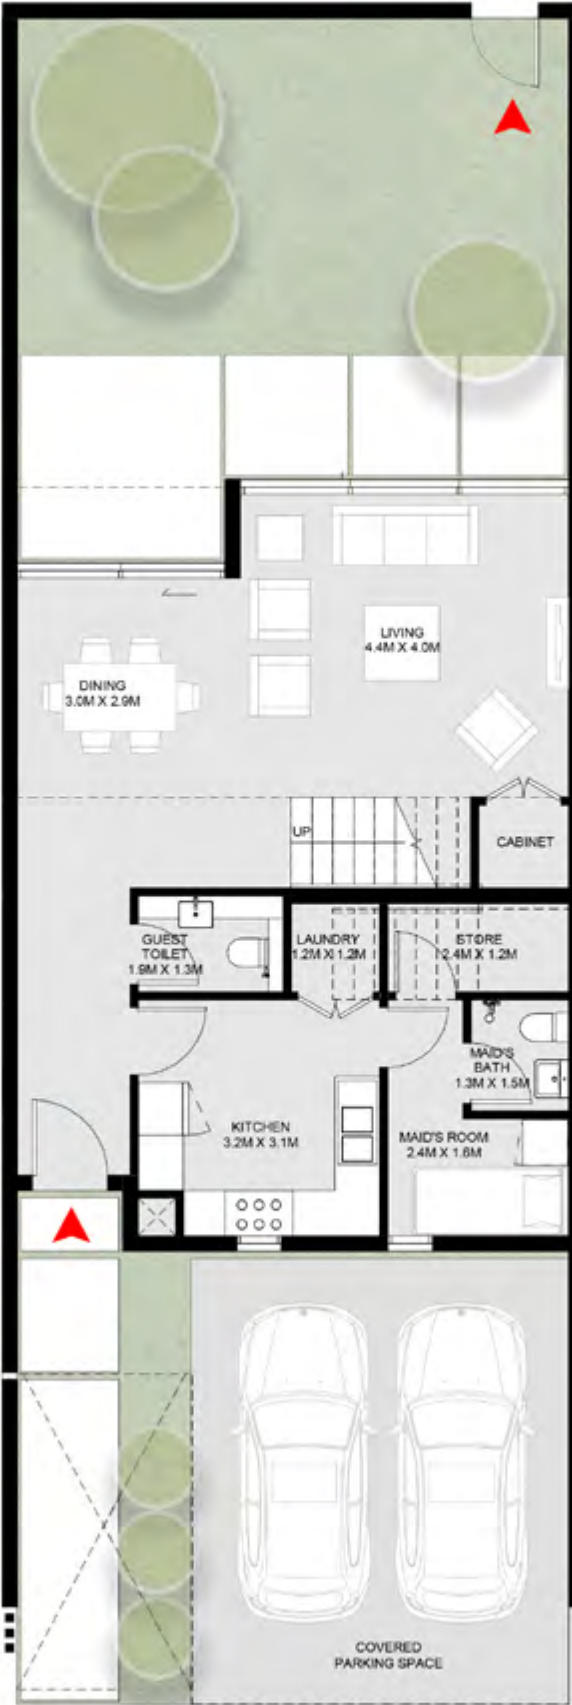 LIVING
4.4M X 4.0M
DINING
3.0M X 2.9M
UP
CABINET
GUEST
TOILET
1.9M X 1.3M
LAUNDRY
1.2M X 1.2M
STORE
2.4M X 1.2M
MAID'S
BATH
1.3M X 1.5M
KITCHEN
3.2M X 3.1M
MAID'S ROOM
2.4M X 1.6M
COVERED
PARKING SPACE